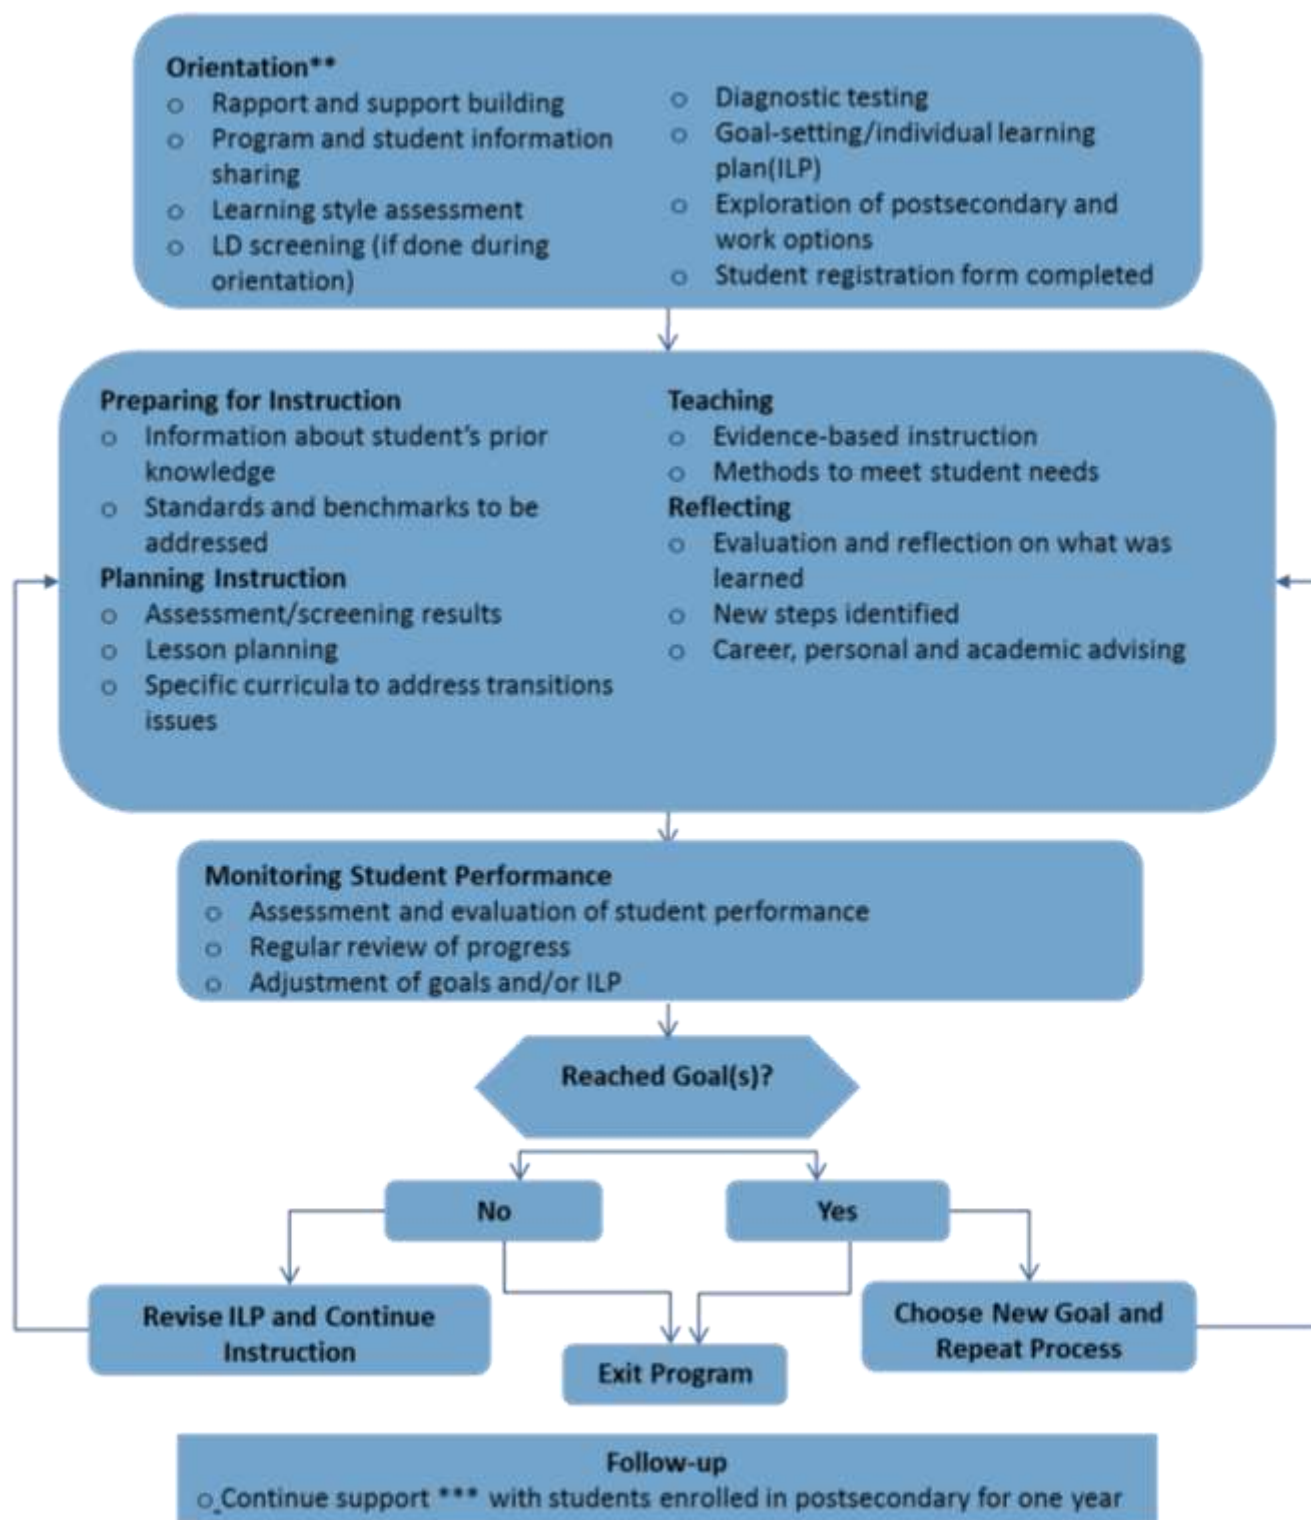 Orientation**
o Rapport and support building
o Program and student information
sharing
o Learning style assessment
o LD screening (if done during
orientation)
o Diagnostic testing
o Goal-setting/individual learning
plan(ILP)
o Exploration of postsecondary and
work options
o Student registration form completed
Preparing for Instruction
o Information about student’s prior
knowledge
o Standards and benchmarks to be
addressed
Planning Instruction
o Assessment/screening results
o Lesson planning
o Specific curricula to address transitions
issues
Teaching
o Evidence-based instruction
o Methods to meet student needs
Reflecting
o Evaluation and reflection on what was
learned
o New steps identified
o Career, personal and academic advising
Monitoring Student Performance
o Assessment and evaluation of student performance
o Regular review of progress
o Adjustment of goals and/or ILP
Reached Goal(s)?
No
Yes
Revise ILP and Continue
Instruction
Exit Program
Choose New Goal and
Repeat Process
Follow-up
o Continue support *** with students enrolled in postsecondary for one year